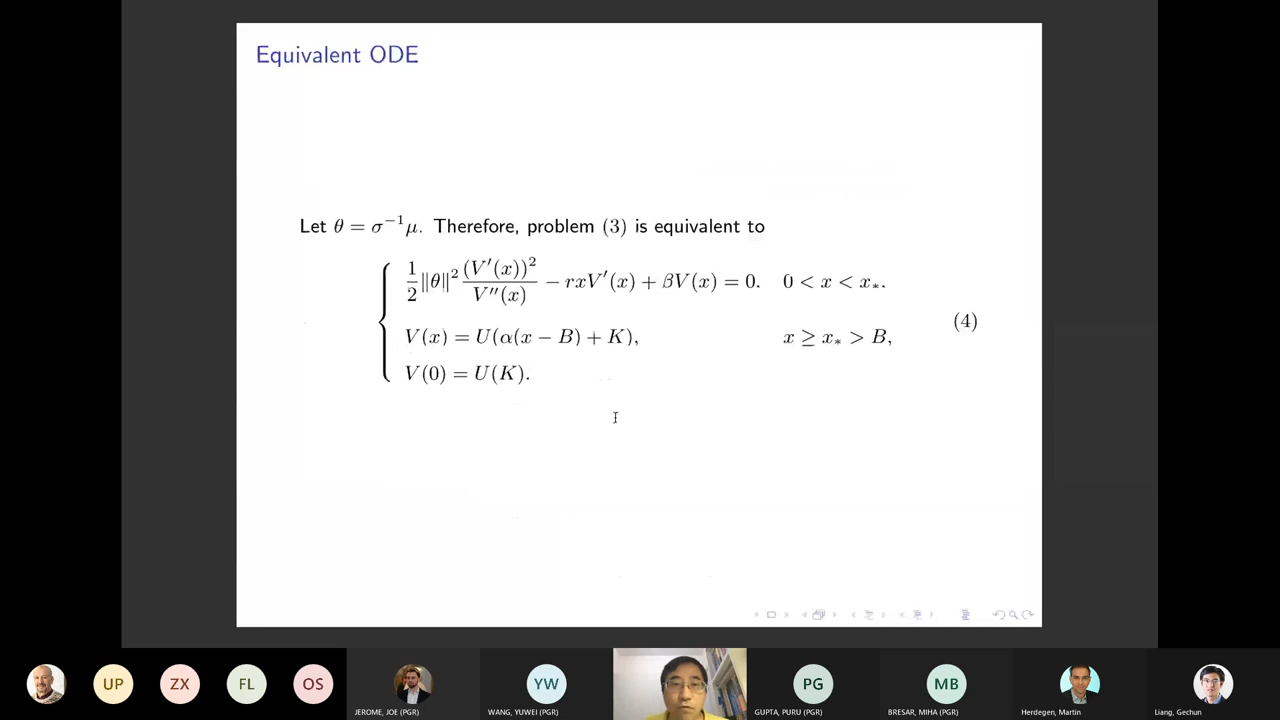 Equivalent ODE
Let θ = σ⁻¹μ. Therefore, problem (3) is equivalent to
1/2 ‖θ‖² (V′(x))²/V″(x) − rxV′(x) + βV(x) = 0. 0 < x < x∗.
V(x) = U(α(x − B) + K), x ≥ x∗ > B, (4)
V(0) = U(K).
UP ZX FL OS YW PG MB
JEROME, JOE (PGR) WANG, YUWEI (PGR) GUPTA, PURU (PGR) BRESAR, MIHA (PGR) Herdegen, Martin Liang, Gechun